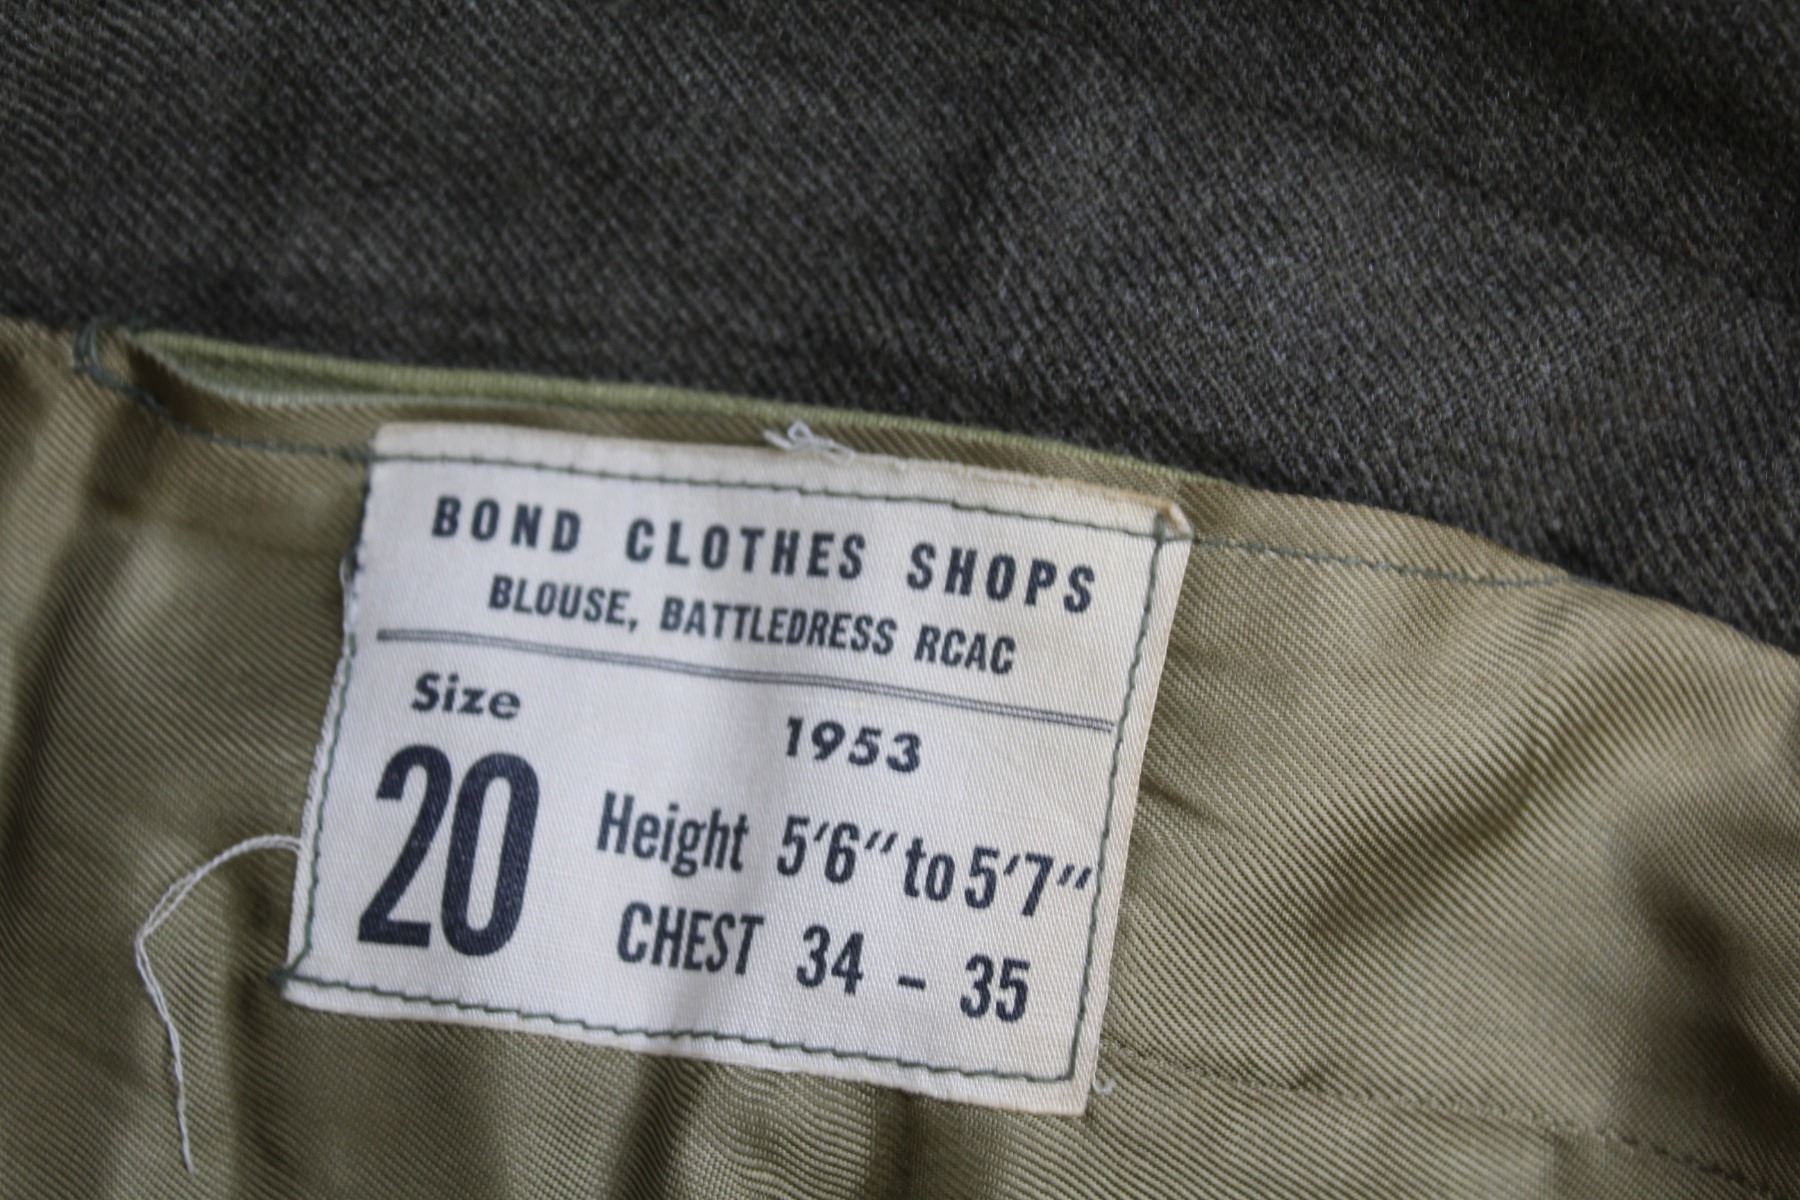 BOND CLOTHES SHOPS
BLOUSE, BATTLEDRESS RCAC
Size
1953
20
Height 5'6" to 5'7"
CHEST 34 - 35